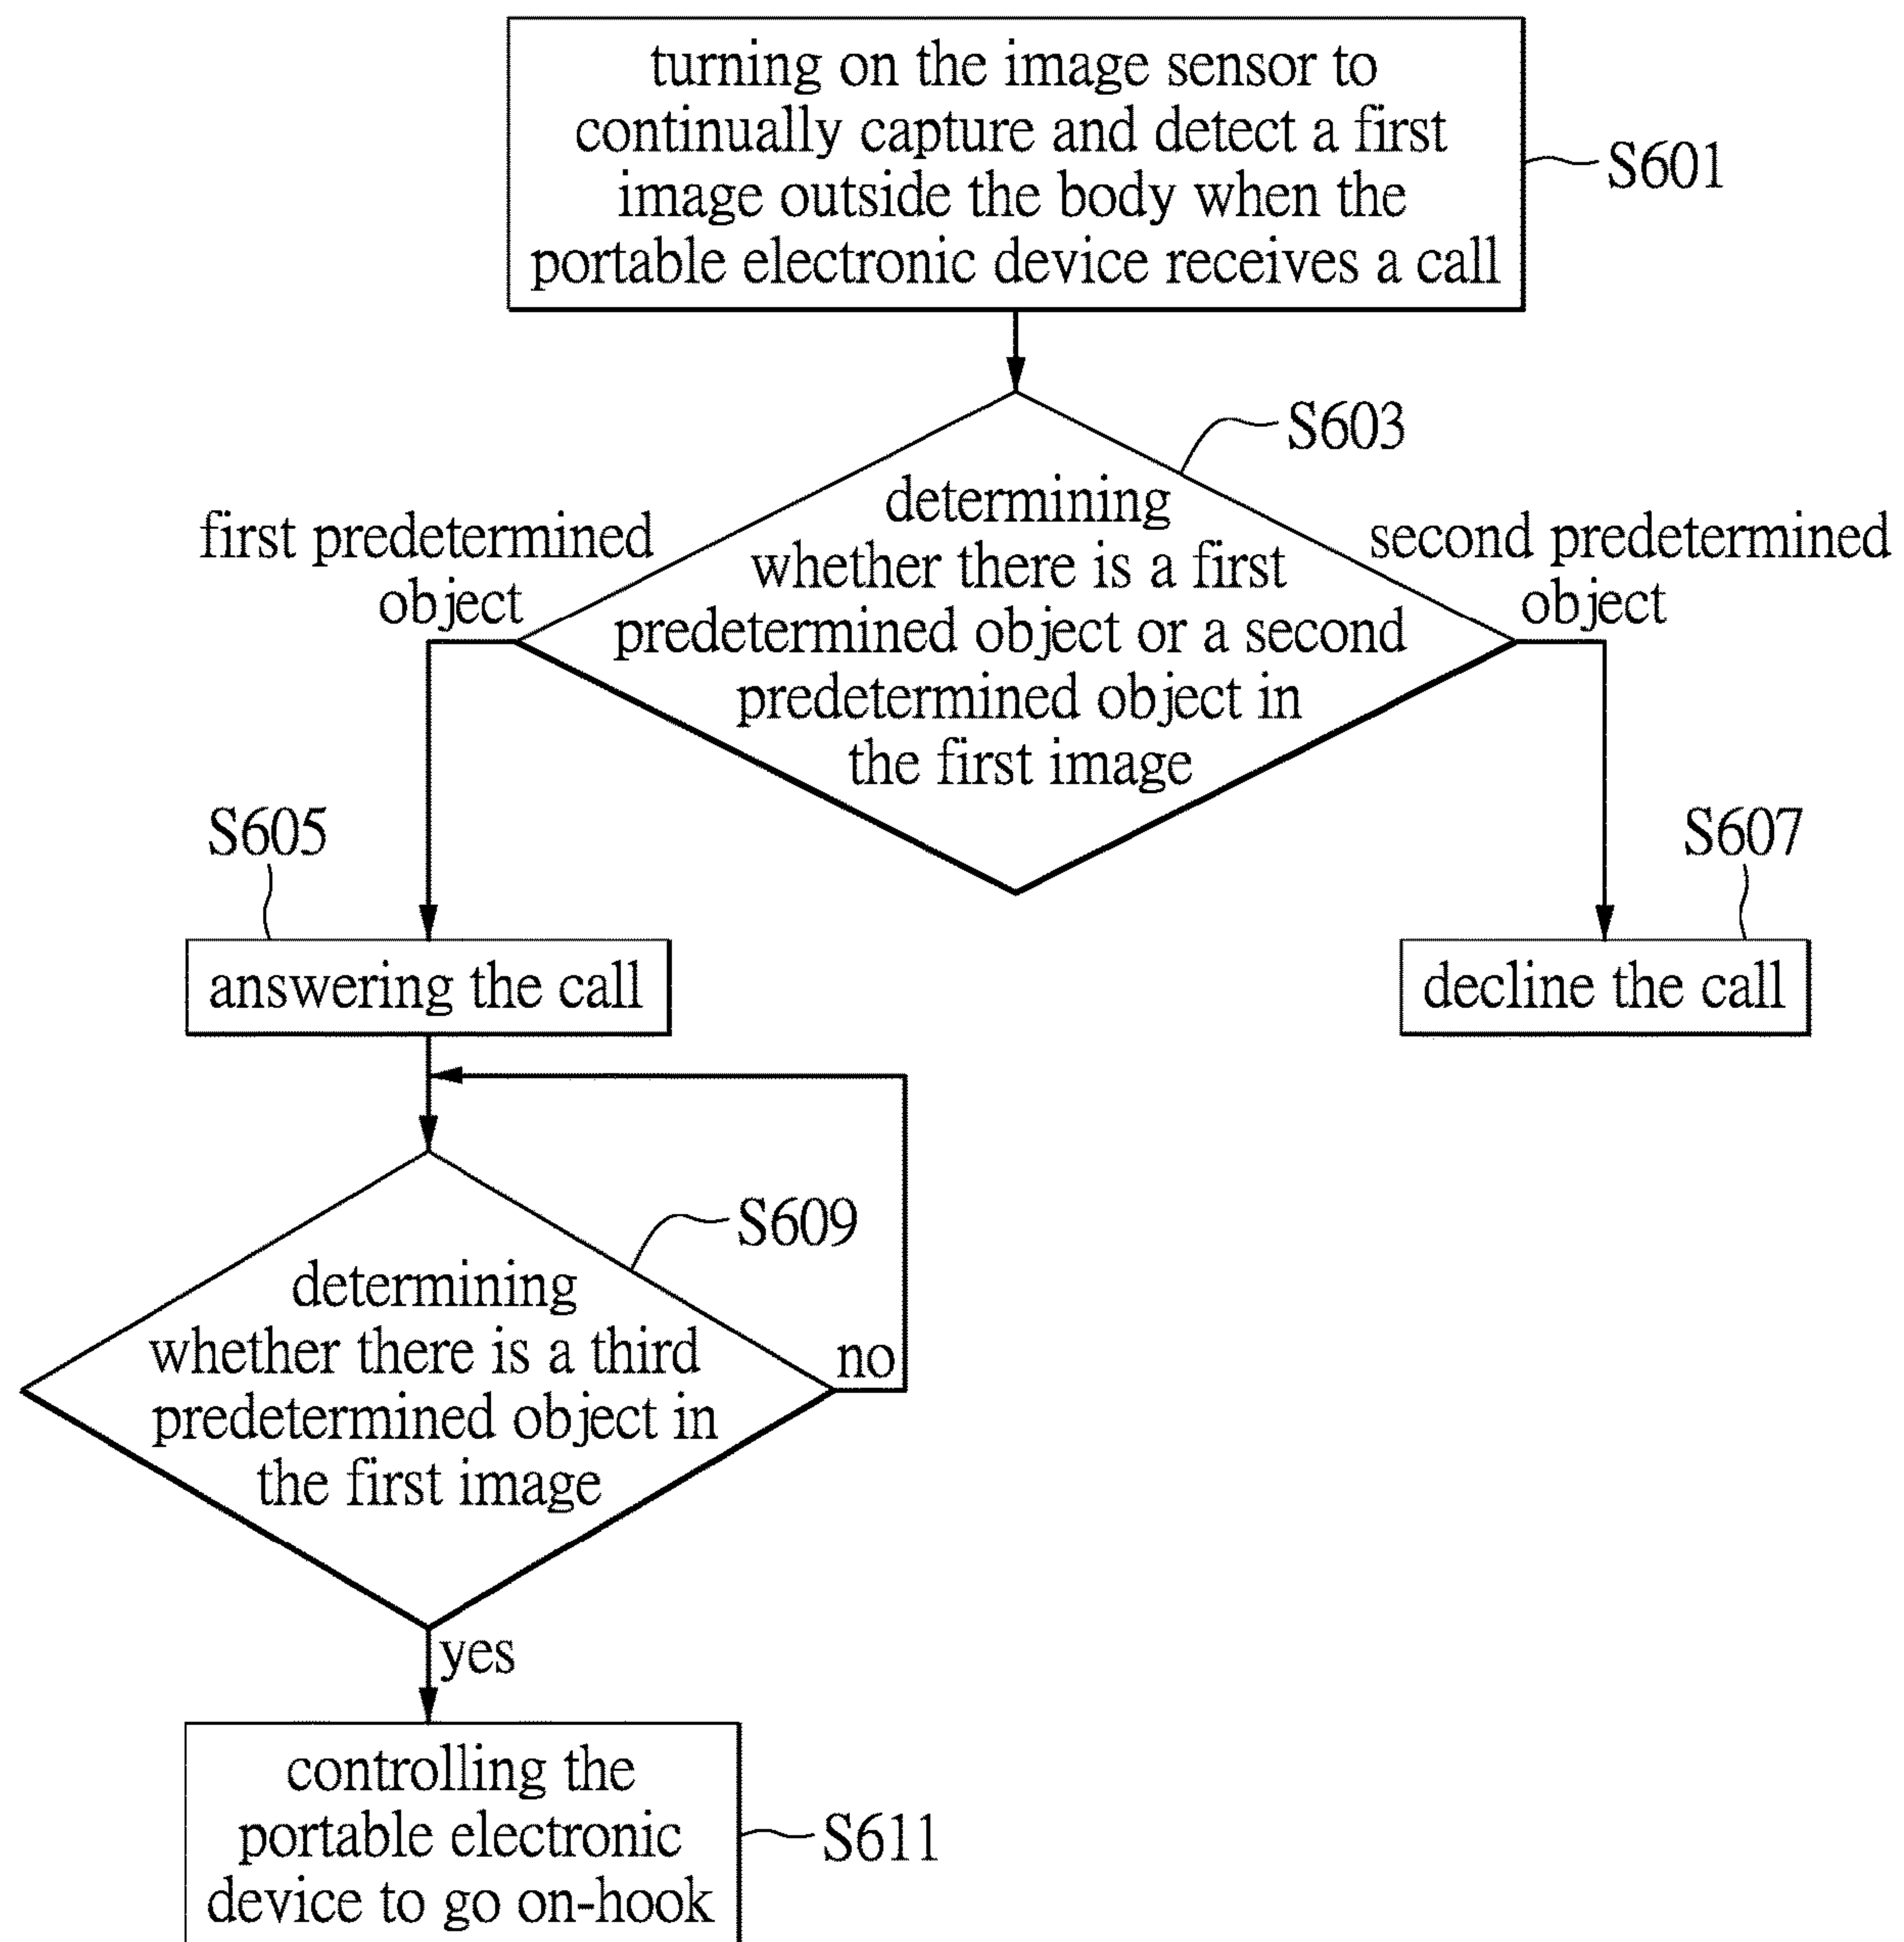 turning on the image sensor to
continually capture and detect a first
image outside the body when the
portable electronic device receives a call
S601
S603
determining
whether there is a first
predetermined object or a second
predetermined object in
the first image
first predetermined
object
second predetermined
object
S605
answering the call
S607
decline the call
S609
determining
whether there is a third
predetermined object in
the first image
no
yes
controlling the
portable electronic
device to go on-hook
S611